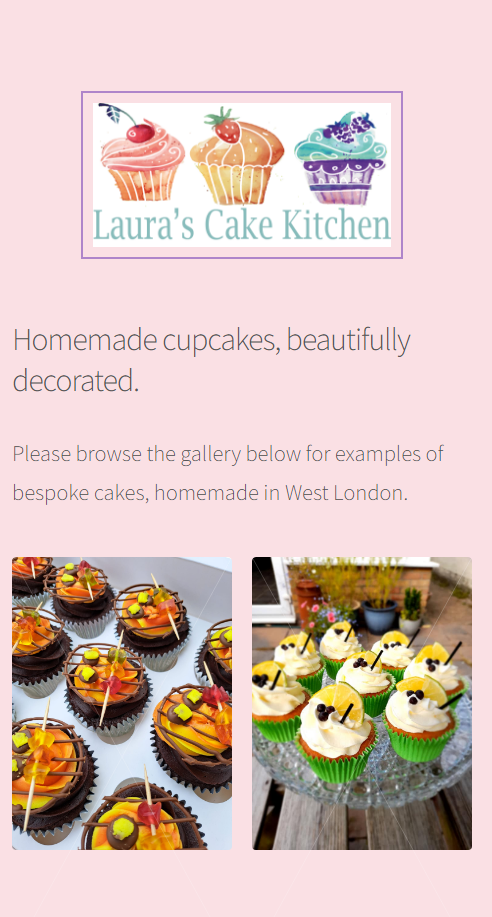 Laura's Cake Kitchen
Homemade cupcakes, beautifully
decorated.
Please browse the gallery below for examples of
bespoke cakes, homemade in West London.